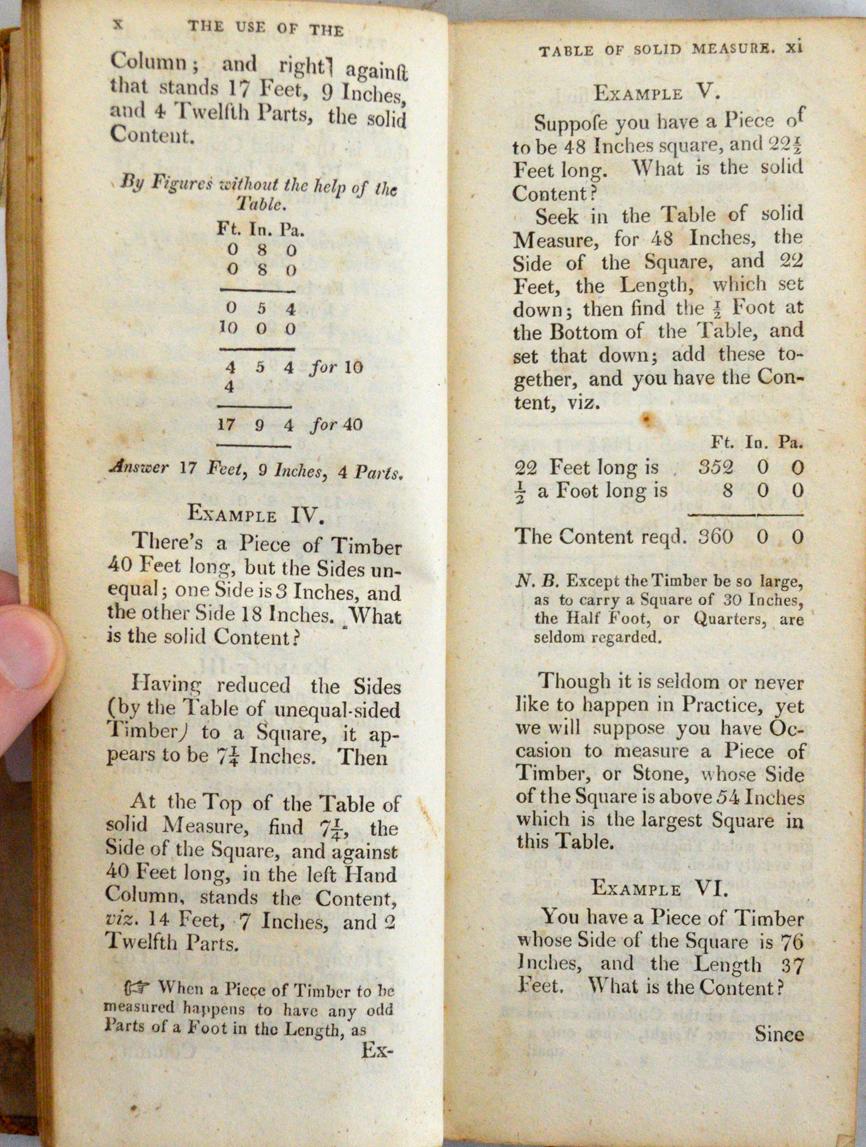 x THE USE OF THE
Column; and right againſt
that stands 17 Feet, 9 Inches,
and 4 Twelfth Parts, the solid
Content.
By Figures without the help of the
Table.
Ft. In. Pa.
0 8 0
0 8 0
0 5 4
10 0 0
4 5 4 for 10
4
17 9 4 for 40
Answer 17 Feet, 9 Inches, 4 Parts.
EXAMPLE IV.
There's a Piece of Timber
40 Feet long, but the Sides un-
equal; one Side is 3 Inches, and
the other Side 18 Inches. What
is the solid Content?
Having reduced the Sides
(by the Table of unequal-sided
Timber) to a Square, it ap-
pears to be 7¼ Inches. Then
At the Top of the Table of
solid Measure, find 7¼, the
Side of the Square, and against
40 Feet long, in the left Hand
Column, stands the Content,
viz. 14 Feet, 7 Inches, and 2
Twelfth Parts.
☞ When a Piece of Timber to be
measured happens to have any odd
Parts of a Foot in the Length, as
Ex-
TABLE OF SOLID MEASURE. xi
EXAMPLE V.
Suppoſe you have a Piece of
to be 48 Inches square, and 22½
Feet long. What is the solid
Content?
Seek in the Table of solid
Measure, for 48 Inches, the
Side of the Square, and 22
Feet, the Length, which set
down; then find the ½ Foot at
the Bottom of the Table, and
set that down; add these to-
gether, and you have the Con-
tent, viz.
Ft. In. Pa.
22 Feet long is 352 0 0
½ a Foot long is 8 0 0
The Content reqd. 360 0 0
N. B. Except the Timber be so large,
as to carry a Square of 30 Inches,
the Half Foot, or Quarters, are
seldom regarded.
Though it is seldom or never
like to happen in Practice, yet
we will suppose you have Oc-
casion to measure a Piece of
Timber, or Stone, whose Side
of the Square is above 54 Inches
which is the largest Square in
this Table.
EXAMPLE VI.
You have a Piece of Timber
whose Side of the Square is 76
Inches, and the Length 37
Feet. What is the Content?
Since